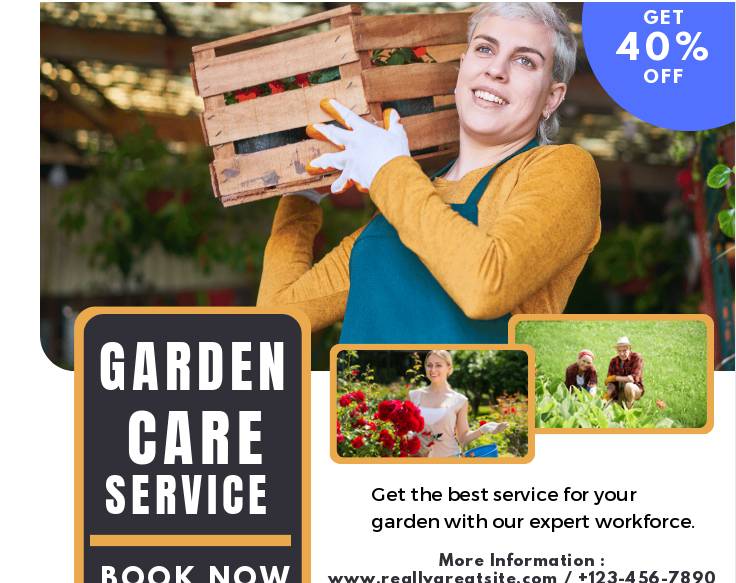 GET
40%
OFF
GARDEN
CARE
SERVICE
BOOK NOW
Get the best service for your
garden with our expert workforce.
More Information :
www.reallygreatsite.com / +123-456-7890